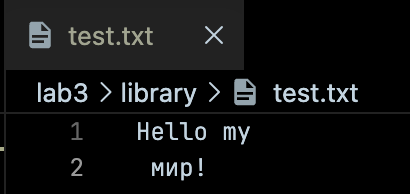 test.txt
lab3 > library > test.txt
1 Hello my
2 мир!